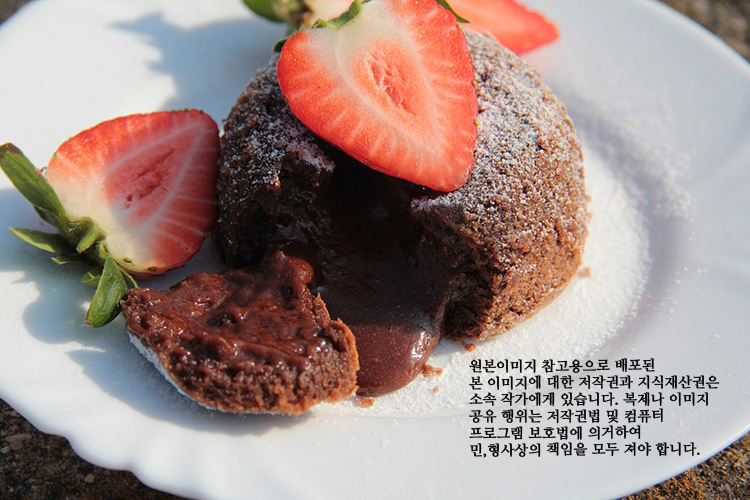 원본이미지 참고용으로 배포된
본 이미지에 대한 저작권과 지식재산권은
소속 작가에게 있습니다. 복제나 이미지
공유 행위는 저작권법 및 컴퓨터
프로그램 보호법에 의거하여
민,형사상의 책임을 모두 져야 합니다.